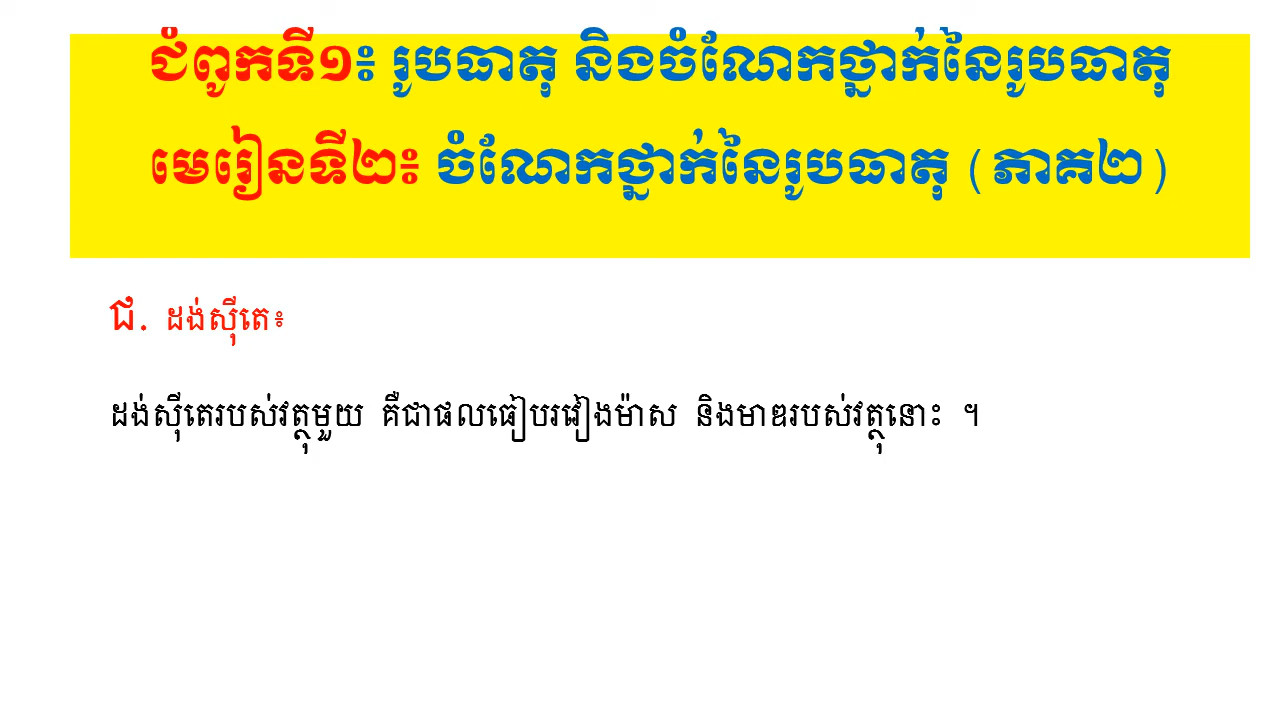 ជំពូកទី១៖ រូបធាតុ និងចំណែកថ្នាក់នៃរូបធាតុ
មេរៀនទី២៖ ចំណែកថ្នាក់នៃរូបធាតុ (ភាគ២)
ជ. ដង់ស៊ីតេ៖
ដង់ស៊ីតេរបស់វត្ថុមួយ គឺជាផលធៀបរវៀងម៉ាស និងមាឌរបស់វត្ថុនោះ ។